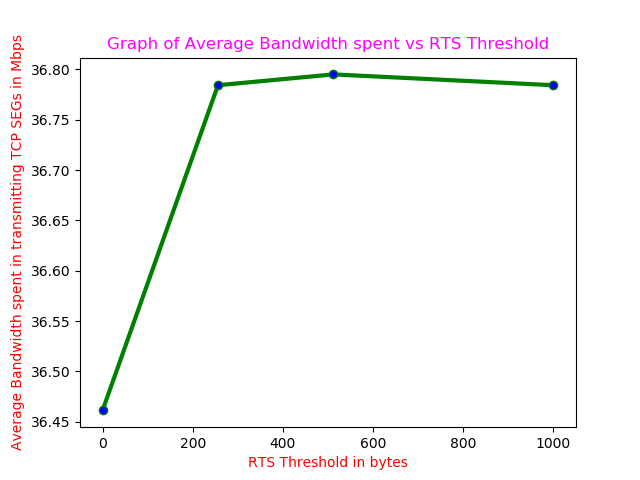 Graph of Average Bandwidth spent vs RTS Threshold
Average Bandwidth spent in transmitting TCP SEGs in Mbps
36.80
36.75
36.70
36.65
36.60
36.55
36.50
36.45
0 200 400 600 800 1000
RTS Threshold in bytes